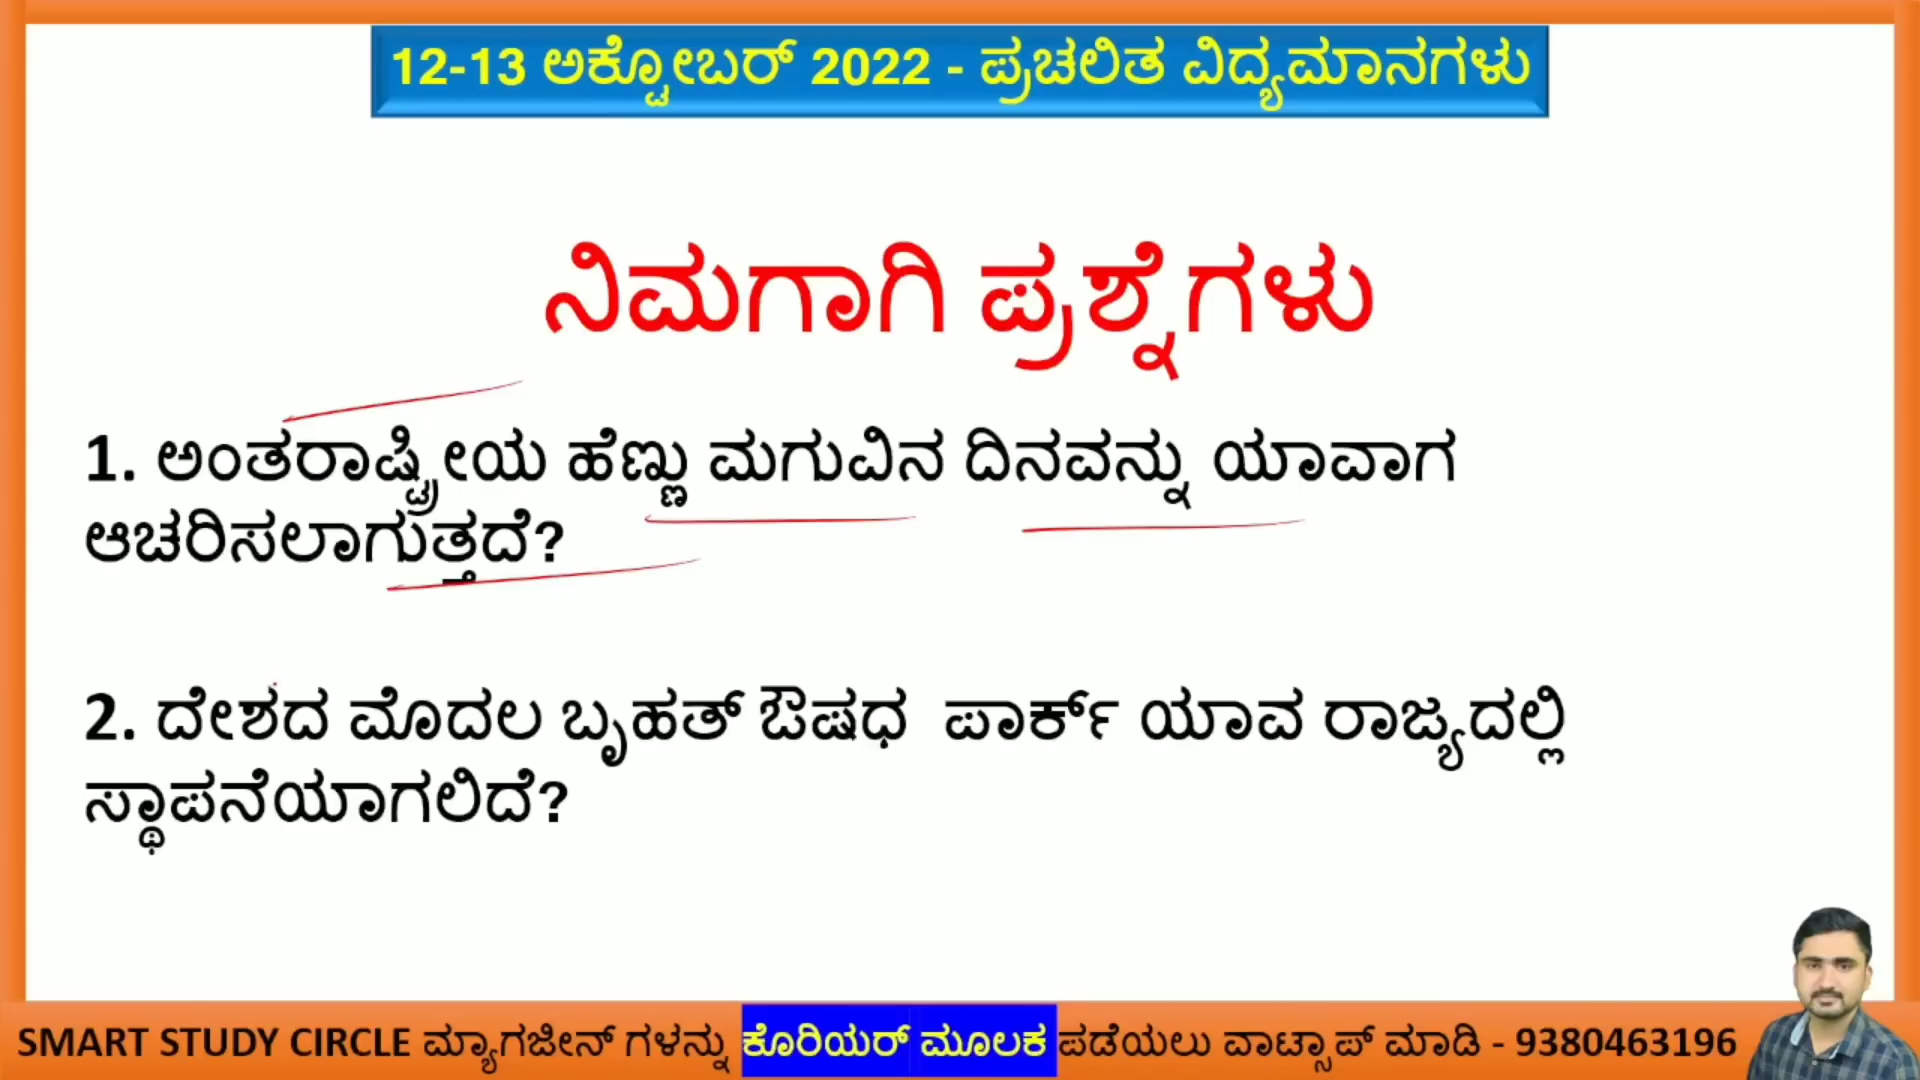 12-13 ಅಕ್ಟೋಬರ್ 2022 - ಪ್ರಚಲಿತ ವಿದ್ಯಮಾನಗಳು
ನಿಮಗಾಗಿ ಪ್ರಶ್ನೆಗಳು
1. ಅಂತರಾಷ್ಟ್ರೀಯ ಹೆಣ್ಣು ಮಗುವಿನ ದಿನವನ್ನು ಯಾವಾಗ
ಆಚರಿಸಲಾಗುತ್ತದೆ?
2. ದೇಶದ ಮೊದಲ ಬೃಹತ್ ಔಷಧ ಪಾರ್ಕ್ ಯಾವ ರಾಜ್ಯದಲ್ಲಿ
ಸ್ಥಾಪನೆಯಾಗಲಿದೆ?
SMART STUDY CIRCLE ಮ್ಯಾಗಜೀನ್ ಗಳನ್ನು ಕೊರಿಯರ್ ಮೂಲಕ ಪಡೆಯಲು ವಾಟ್ಸಾಪ್ ಮಾಡಿ - 9380463196